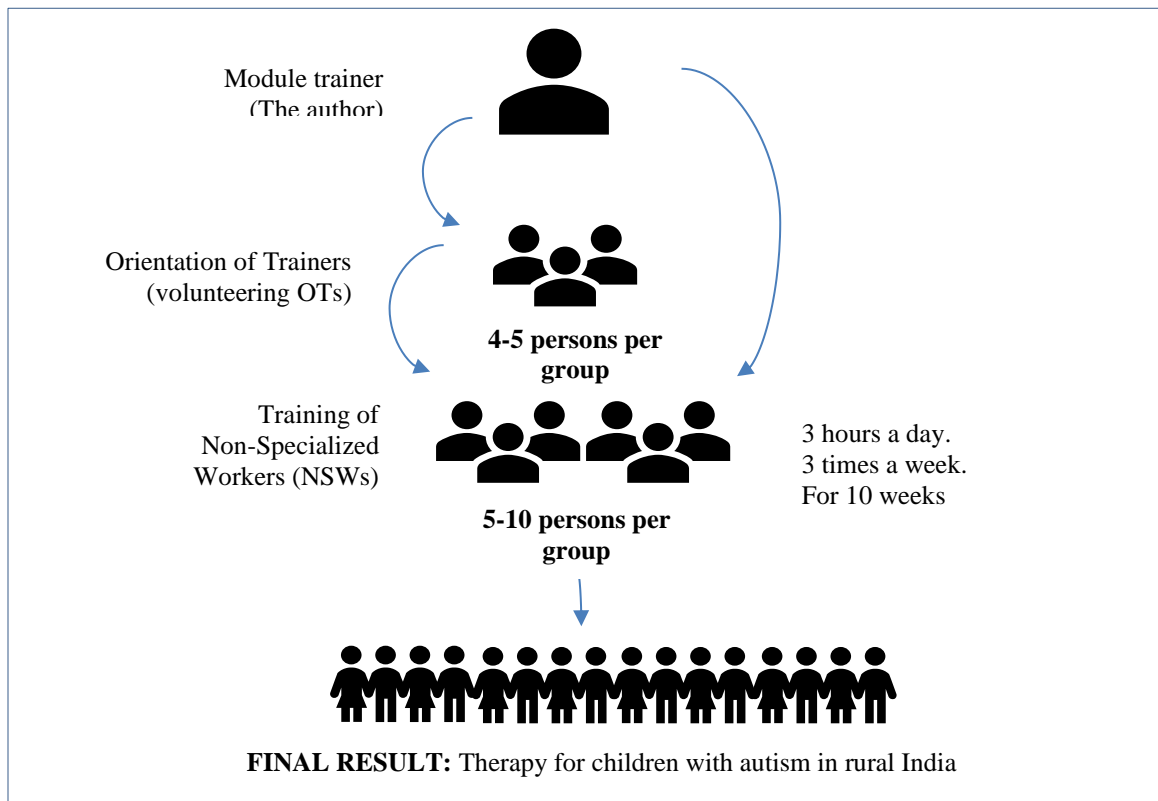 Module trainer
(The author)
Orientation of Trainers
(volunteering OTs)
4-5 persons per
group
Training of
Non-Specialized
Workers (NSWs)
3 hours a day.
3 times a week.
For 10 weeks
5-10 persons per
group
FINAL RESULT: Therapy for children with autism in rural India